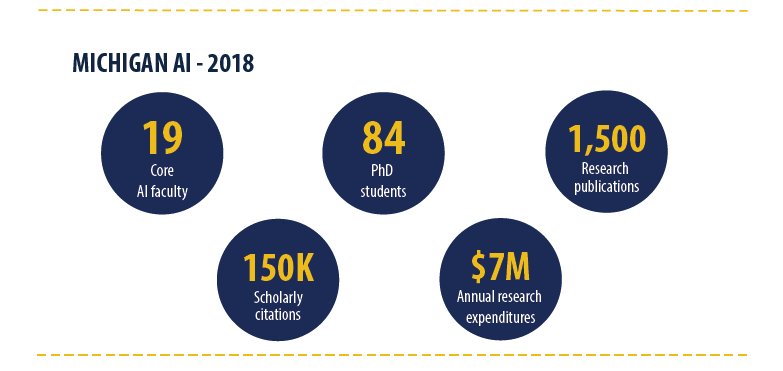 MICHIGAN AI - 2018
19
Core
AI faculty
84
PhD
students
1,500
Research
publications
150K
Scholarly
citations
$7M
Annual research
expenditures